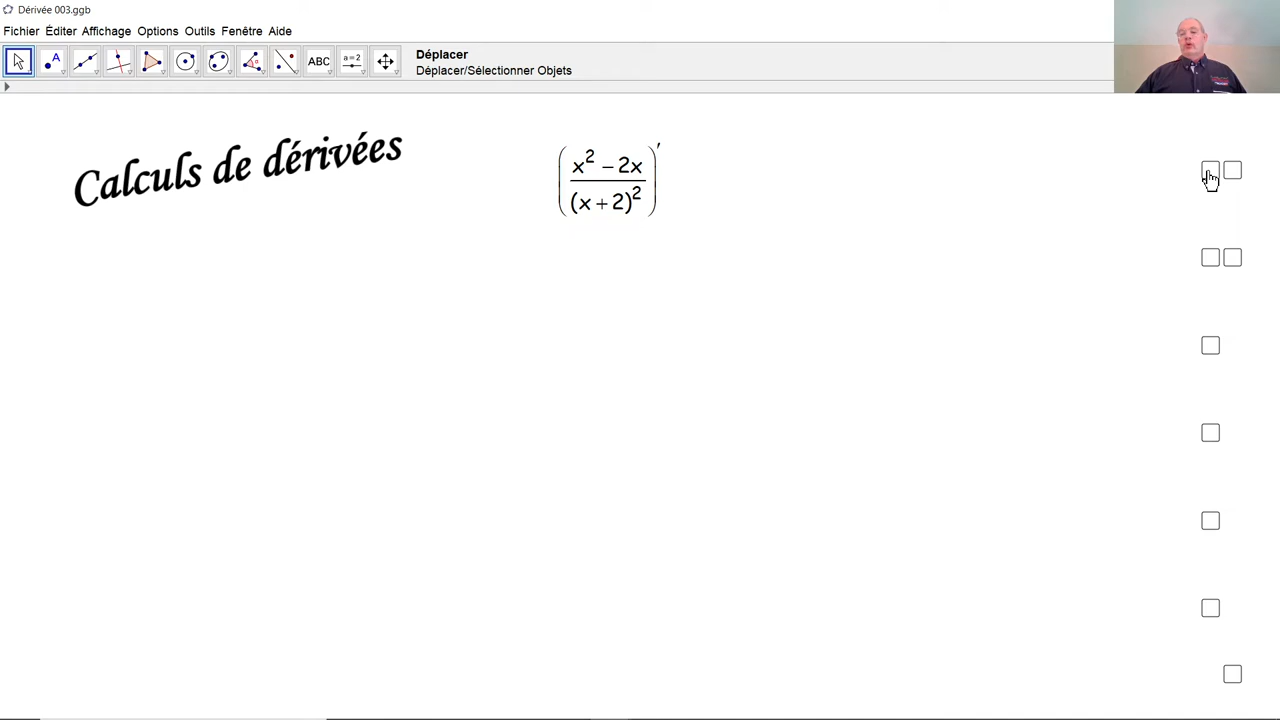 Dérivée 003.ggb
Fichier Éditer Affichage Options Outils Fenêtre Aide
A ABC a=2
Déplacer
Déplacer/Sélectionner Objets
Calculs de dérivées
(x² − 2x
(x + 2)²)′